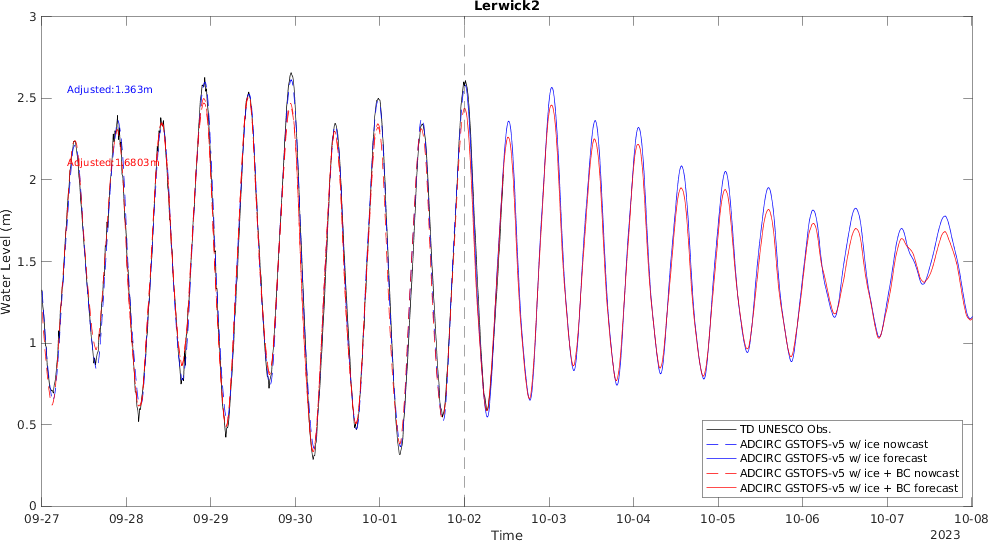 Lerwick2
3
2.5
2
1.5
1
0.5
0
Water Level (m)
Adjusted:1.363m
Adjusted:1.6803m
TD UNESCO Obs.
ADCIRC GSTOFS-v5 w/ ice nowcast
ADCIRC GSTOFS-v5 w/ ice forecast
ADCIRC GSTOFS-v5 w/ ice + BC nowcast
ADCIRC GSTOFS-v5 w/ ice + BC forecast
09-27 09-28 09-29 09-30 10-01 10-02 10-03 10-04 10-05 10-06 10-07 10-08
Time
2023